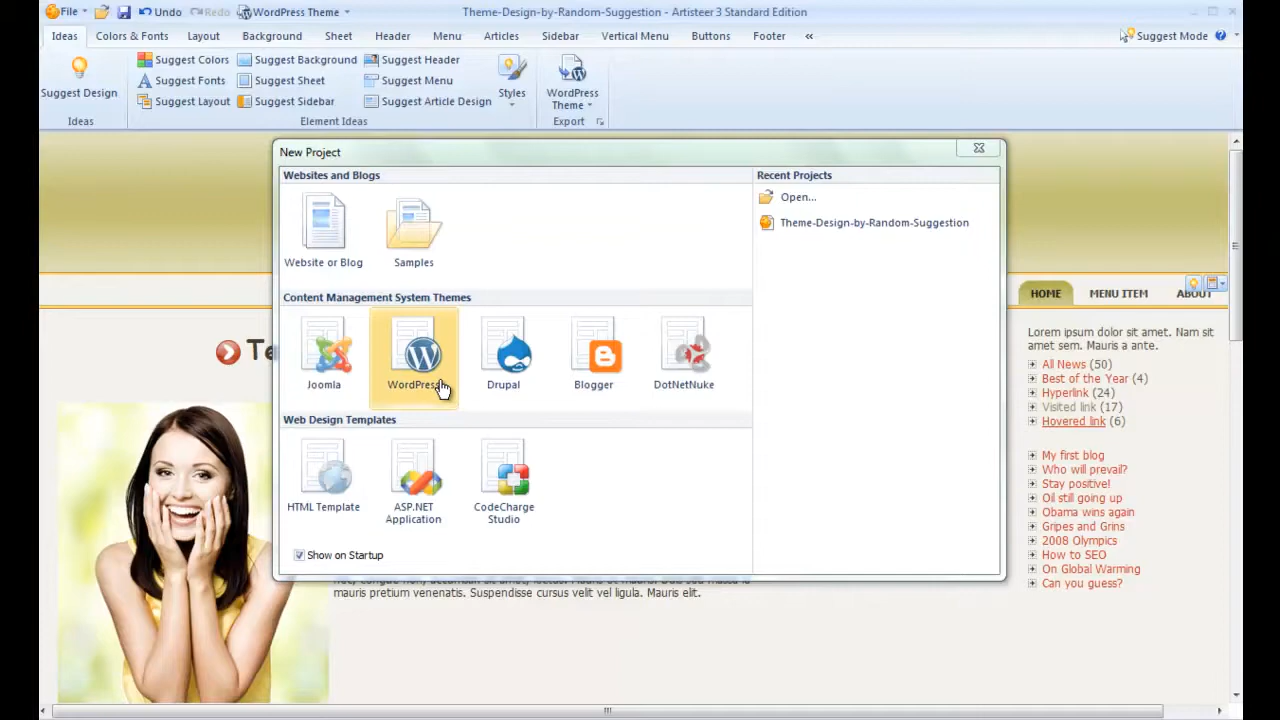 File Undo Redo WordPress Theme Theme-Design-by-Random-Suggestion - Artisteer 3 Standard Edition
Ideas Colors & Fonts Layout Background Sheet Header Menu Articles Sidebar Vertical Menu Buttons Footer « Suggest Mode
Suggest Design
Suggest Colors Suggest Background Suggest Header
Suggest Fonts Suggest Sheet Suggest Menu
Suggest Layout Suggest Sidebar Suggest Article Design
Styles
WordPress
Theme
Ideas Element Ideas Export
New Project
Websites and Blogs
Website or Blog Samples
Content Management System Themes
Joomla WordPress Drupal Blogger DotNetNuke
Web Design Templates
HTML Template ASP.NET
Application CodeCharge
Studio
Show on Startup
Recent Projects
Open...
Theme-Design-by-Random-Suggestion
HOME MENU ITEM ABOUT
Te
mauris pretium venenatis. Suspendisse cursus velit vel ligula. Mauris elit.
Lorem ipsum dolor sit amet. Nam sit
amet sem. Mauris a ante.
All News (50)
Best of the Year (4)
Hyperlink (24)
Visited link (17)
Hovered link (6)
My first blog
Who will prevail?
Stay positive!
Oil still going up
Obama wins again
Gripes and Grins
2008 Olympics
How to SEO
On Global Warming
Can you guess?